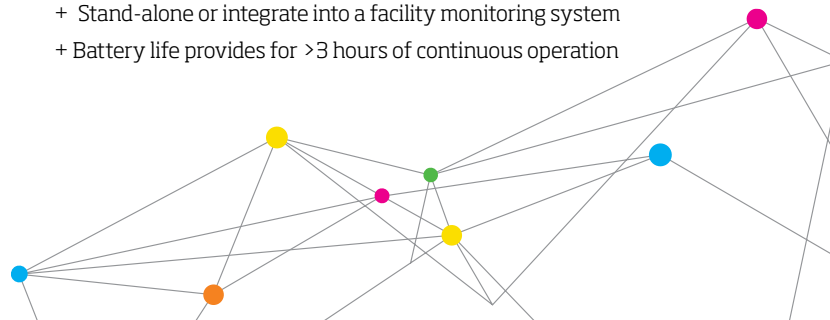 + Stand-alone or integrate into a facility monitoring system
+ Battery life provides for >3 hours of continuous operation